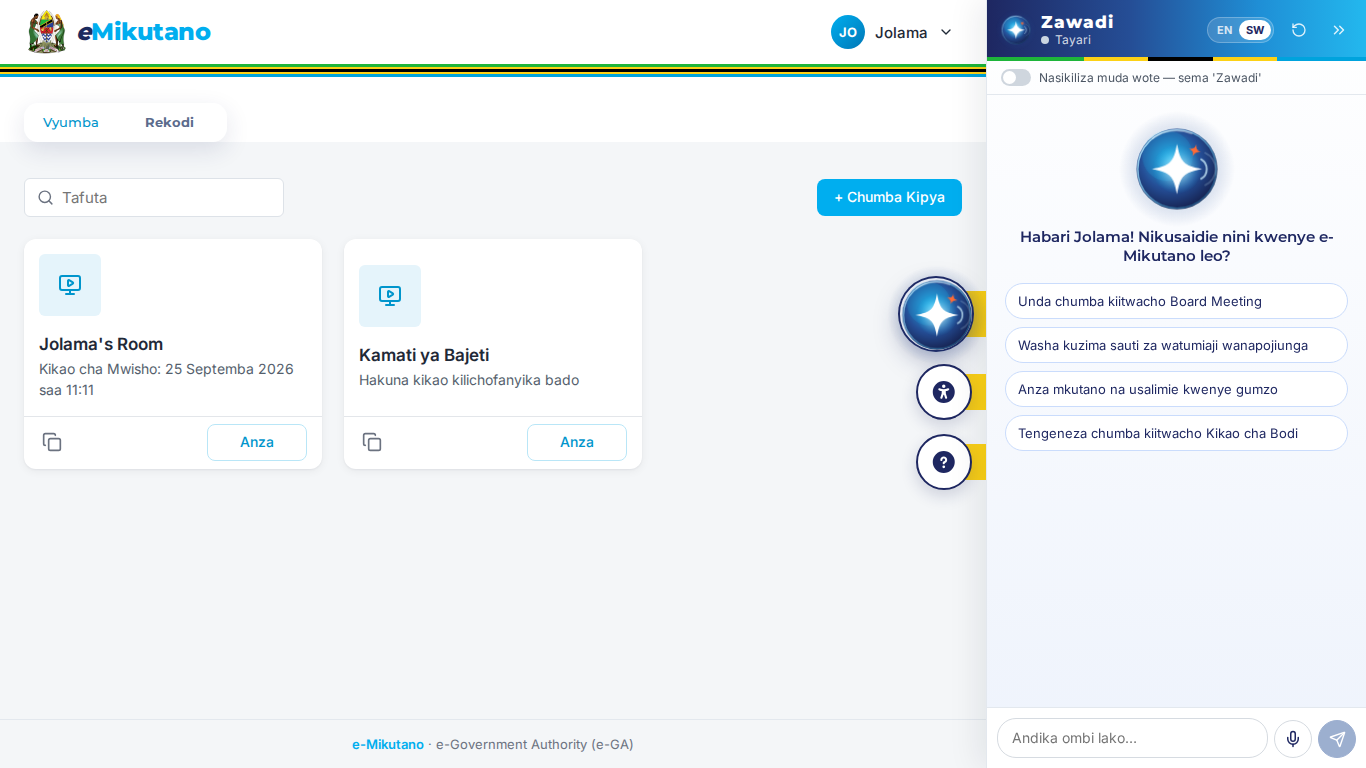 eMikutano
JO
Jolama
Vyumba
Rekodi
Tafuta
+ Chumba Kipya
Jolama's Room
Kikao cha Mwisho: 25 Septemba 2026
saa 11:11
Anza
Kamati ya Bajeti
Hakuna kikao kilichofanyika bado
Anza
e-Mikutano · e-Government Authority (e-GA)
Zawadi
Tayari
EN
SW
Nasikiliza muda wote — sema 'Zawadi'
Habari Jolama! Nikusaidie nini kwenye e-
Mikutano leo?
Unda chumba kiitwacho Board Meeting
Washa kuzima sauti za watumiaji wanapojiunga
Anza mkutano na usalimie kwenye gumzo
Tengeneza chumba kiitwacho Kikao cha Bodi
Andika ombi lako...